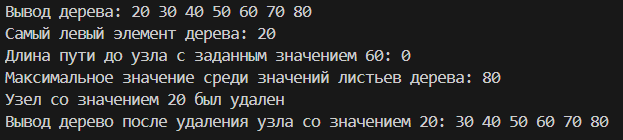 Вывод дерева: 20 30 40 50 60 70 80
Самый левый элемент дерева: 20
Длина пути до узла с заданным значением 60: 0
Максимальное значение среди значений листьев дерева: 80
Узел со значением 20 был удален
Вывод дерево после удаления узла со значением 20: 30 40 50 60 70 80